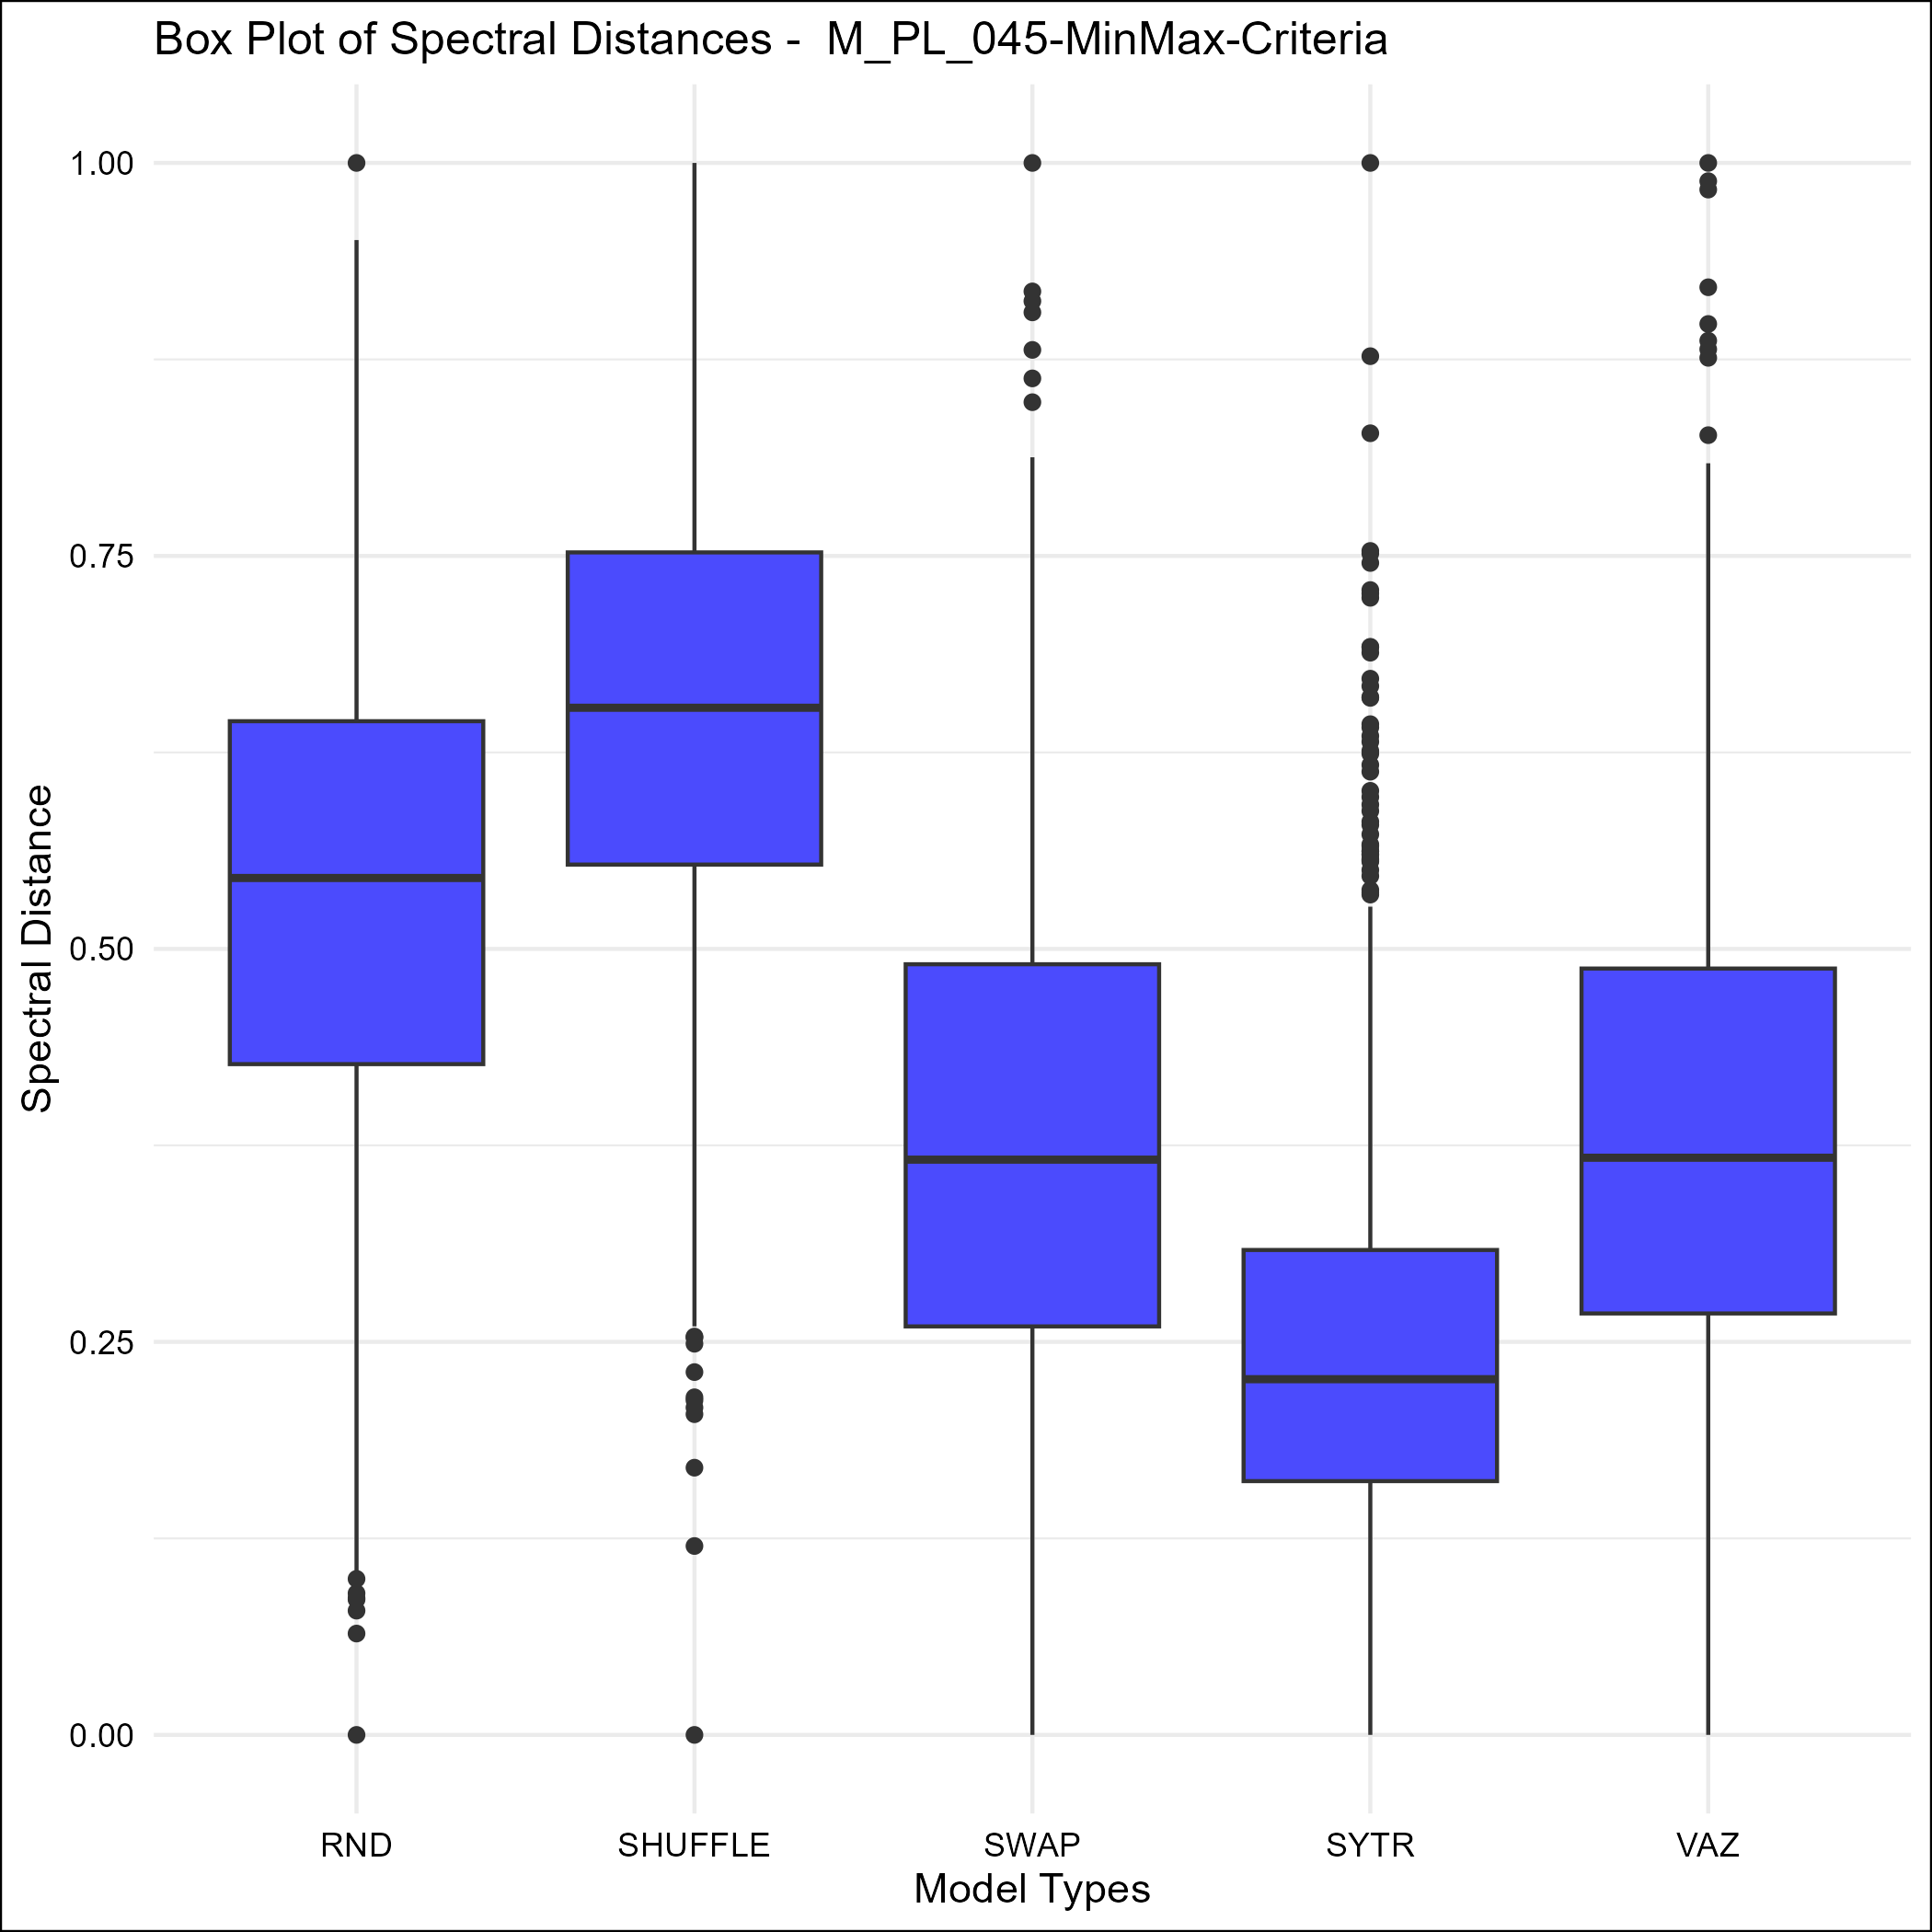 Box Plot of Spectral Distances -  M_PL_045-MinMax-Criteria
1.00
0.75
0.50
0.25
0.00
Spectral Distance
RND SHUFFLE SWAP SYTR VAZ
Model Types